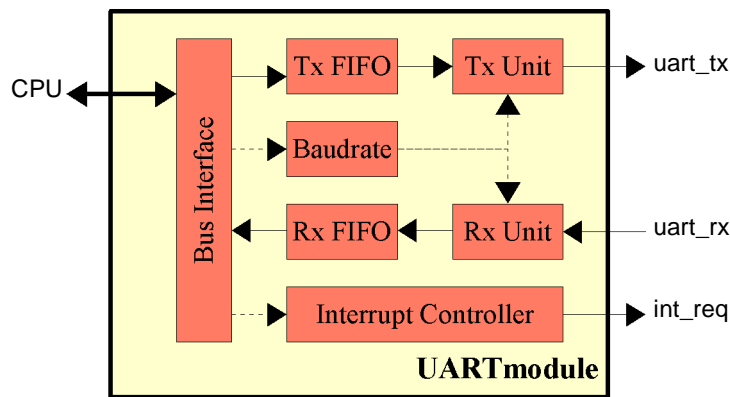 Tx FIFO
Tx Unit
uart_tx
CPU
Bus Interface
Baudrate
Rx FIFO
Rx Unit
uart_rx
Interrupt Controller
int_req
UARTmodule